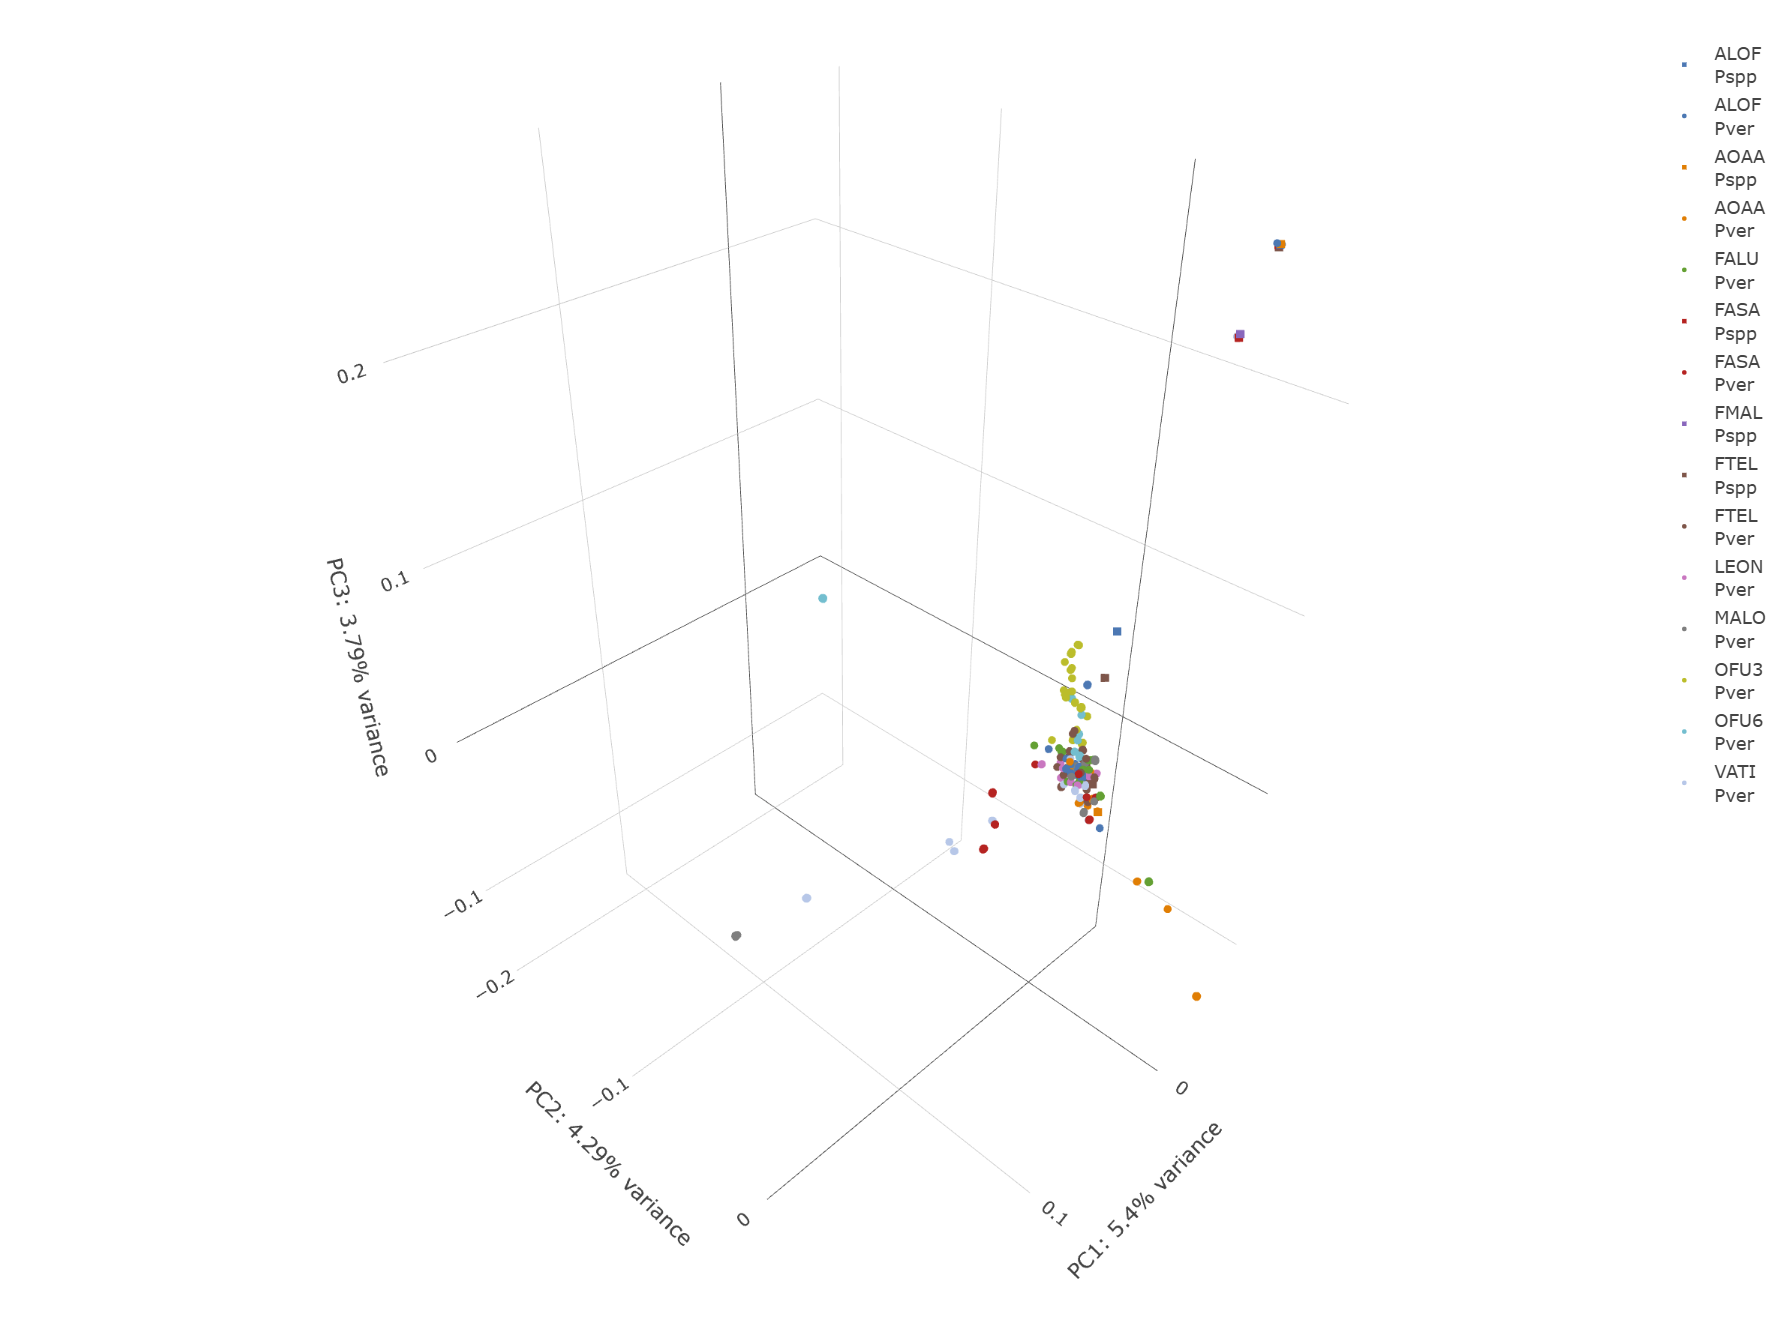 ALOF
Pspp
ALOF
Pver
AOAA
Pspp
AOAA
Pver
FALU
Pver
FASA
Pspp
FASA
Pver
FMAL
Pspp
FTEL
Pspp
FTEL
Pver
LEON
Pver
MALO
Pver
OFU3
Pver
OFU6
Pver
VATI
Pver
0.2
0.1
0
−0.1
PC3: 3.79% variance
−0.2
−0.1
0
PC2: 4.29% variance
0
0.1
PC1: 5.4% variance